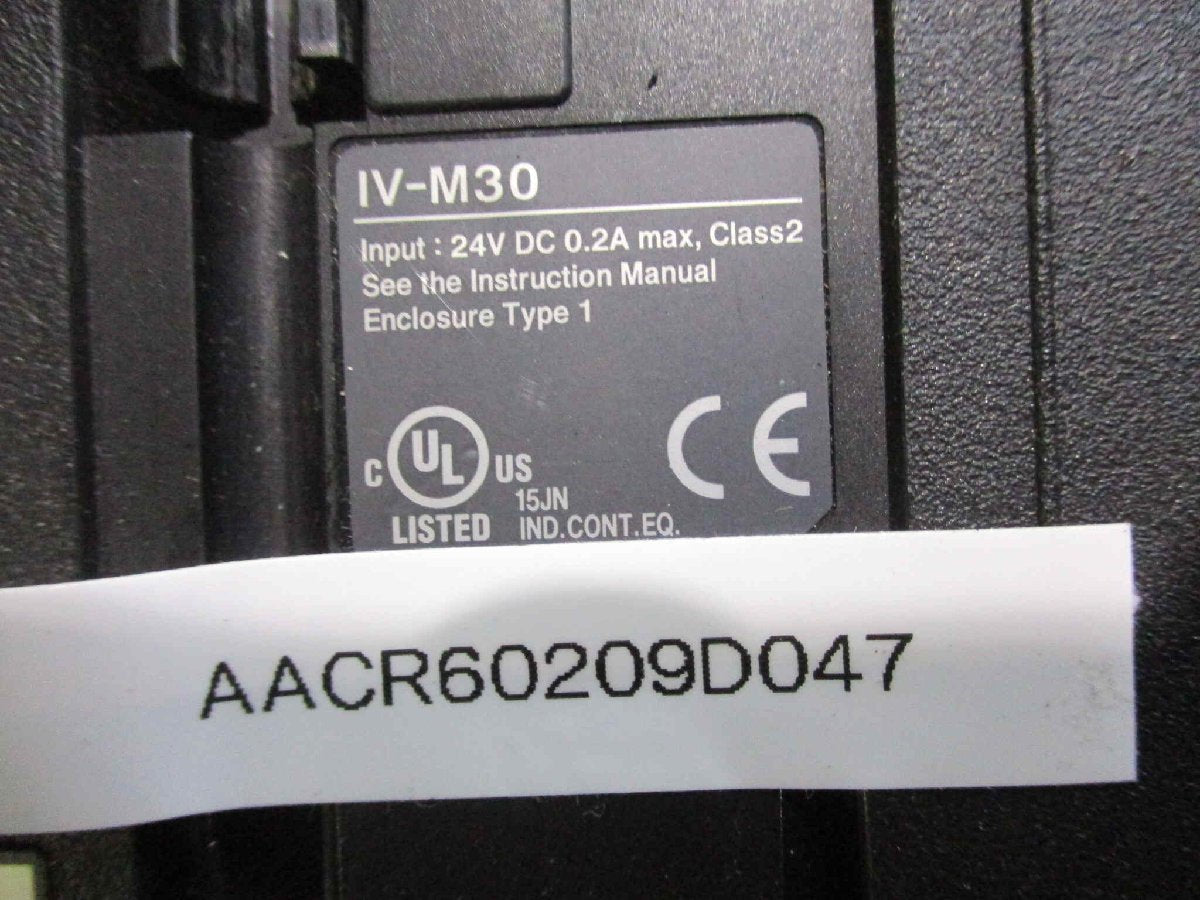 IV-M30
Input : 24V DC 0.2A max, Class2
See the Instruction Manual
Enclosure Type 1
C UL US
LISTED
15JN
IND.CONT.EQ.
CE
AACR60209D047